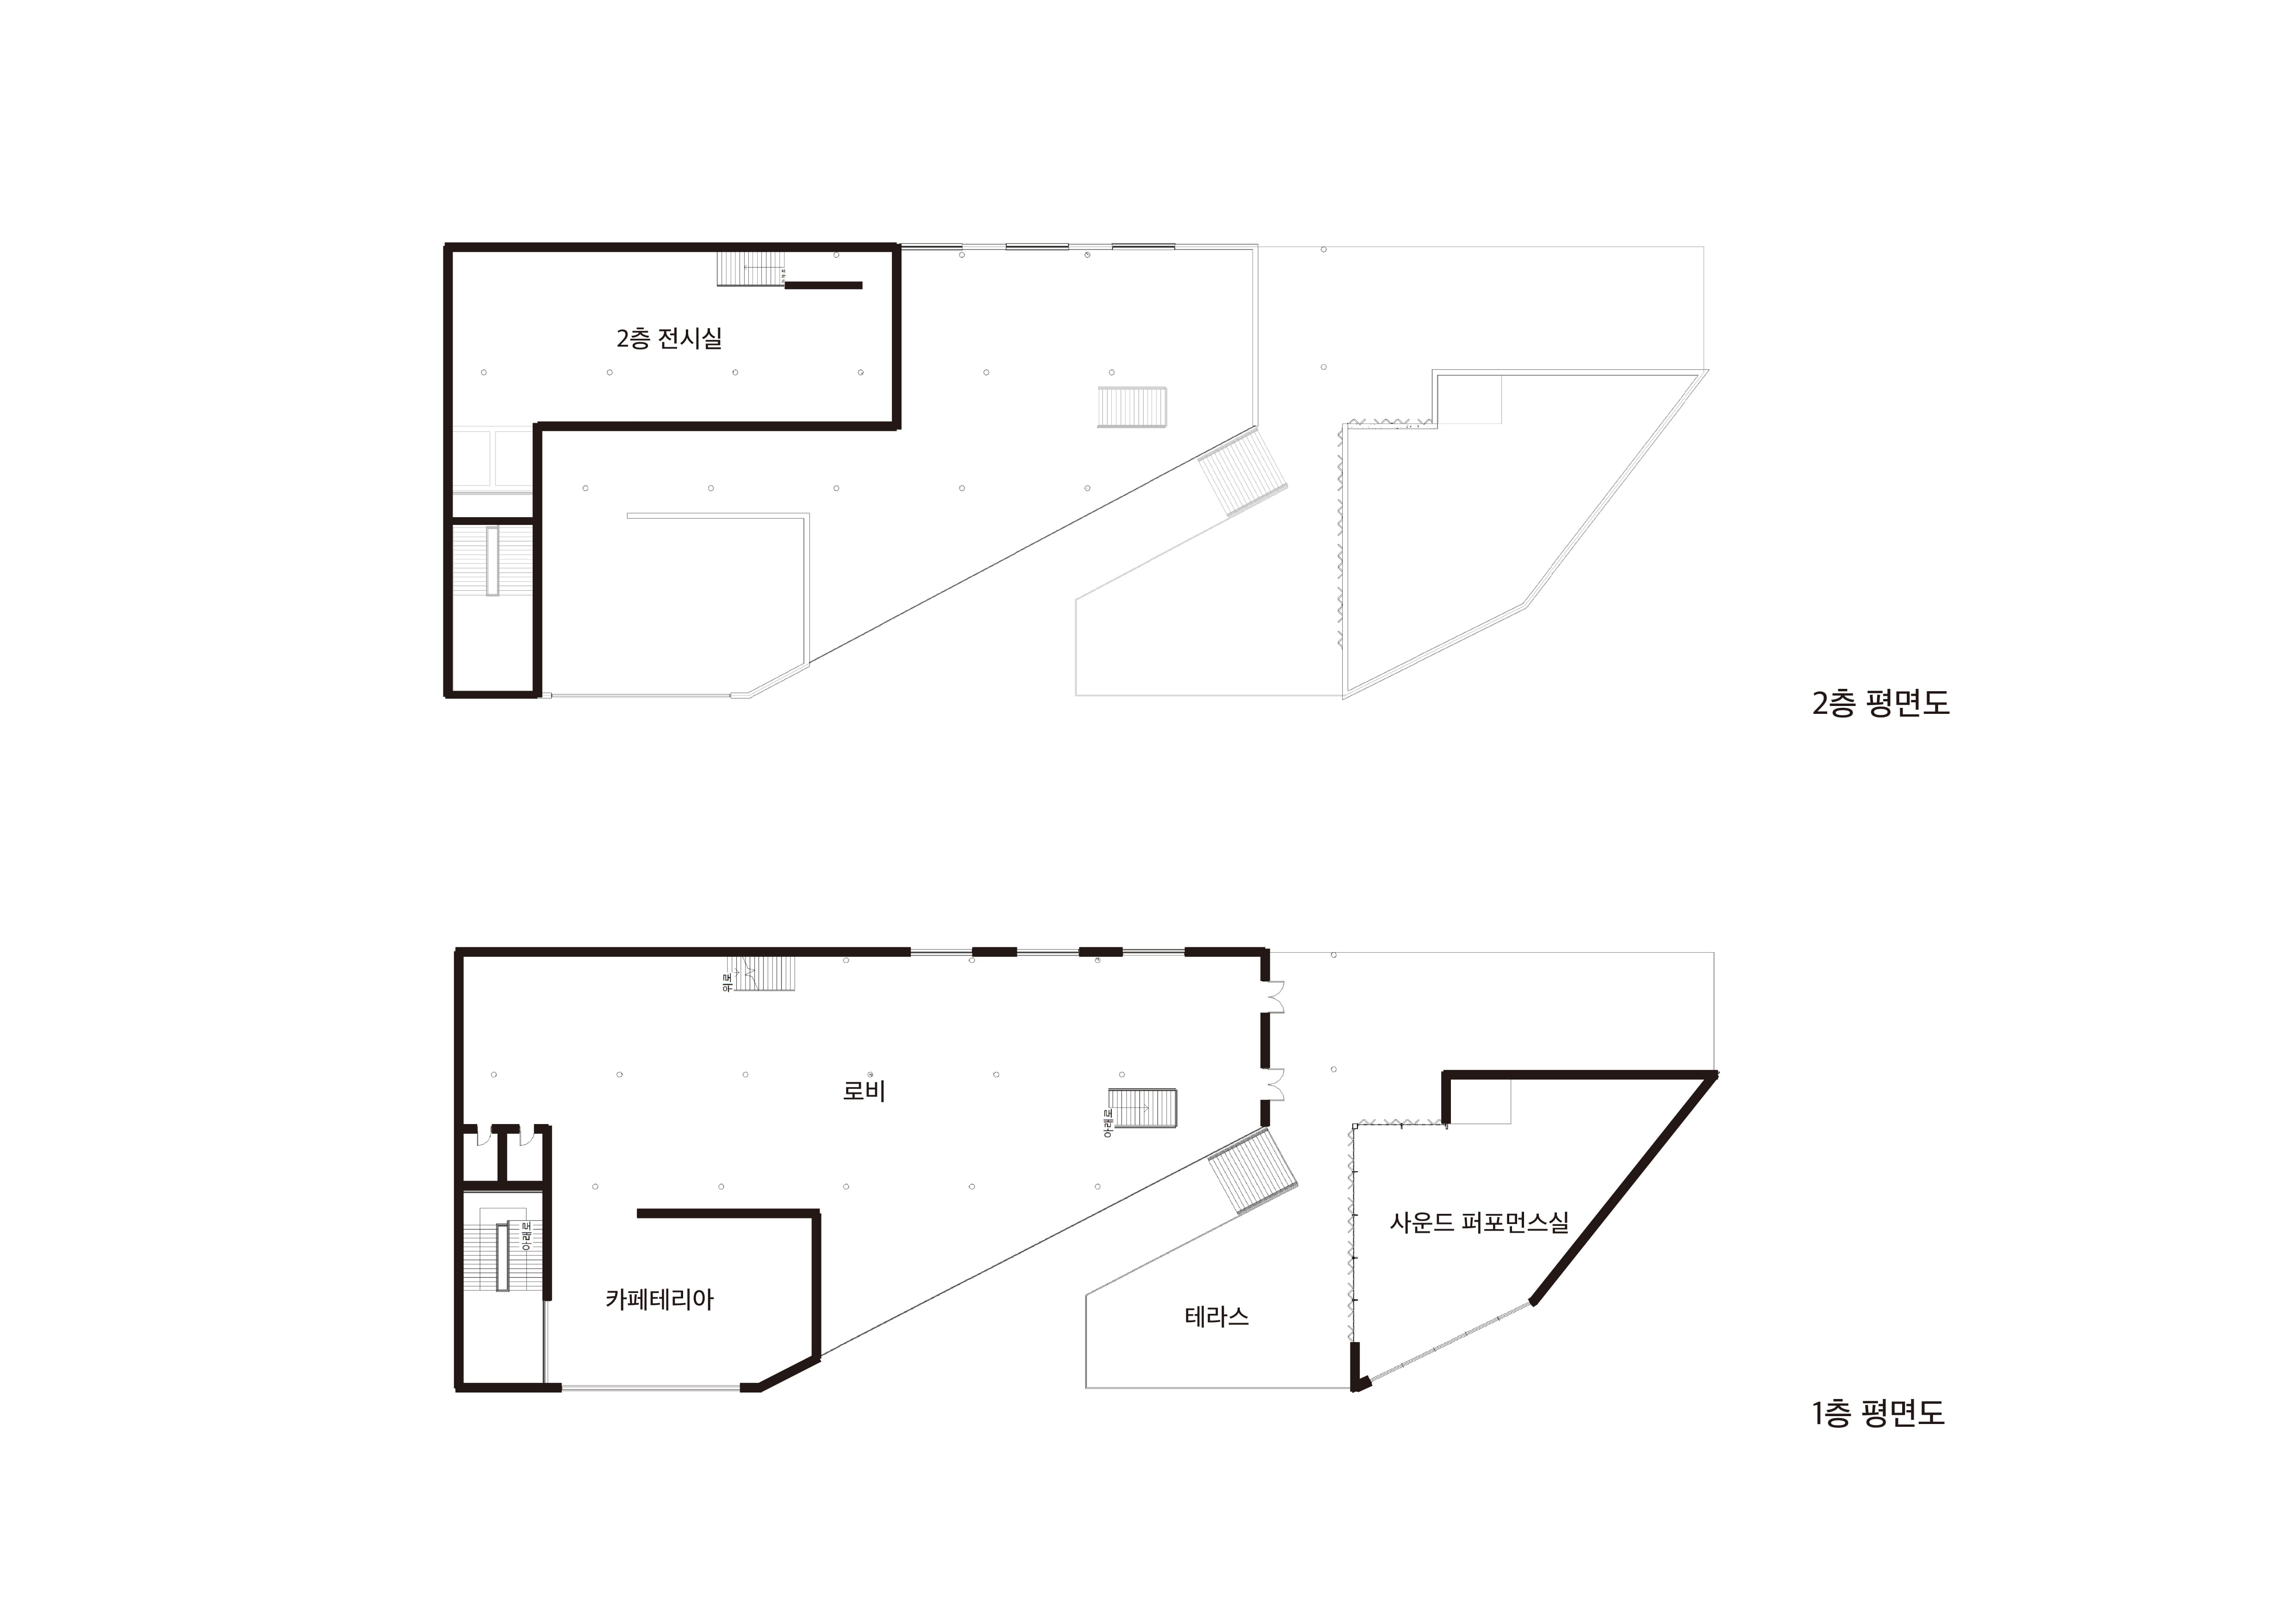 2층 전시실
2층 평면도
위로
로비
아래로
아래로
사운드 퍼포먼스실
카페테리아
테라스
1층 평면도